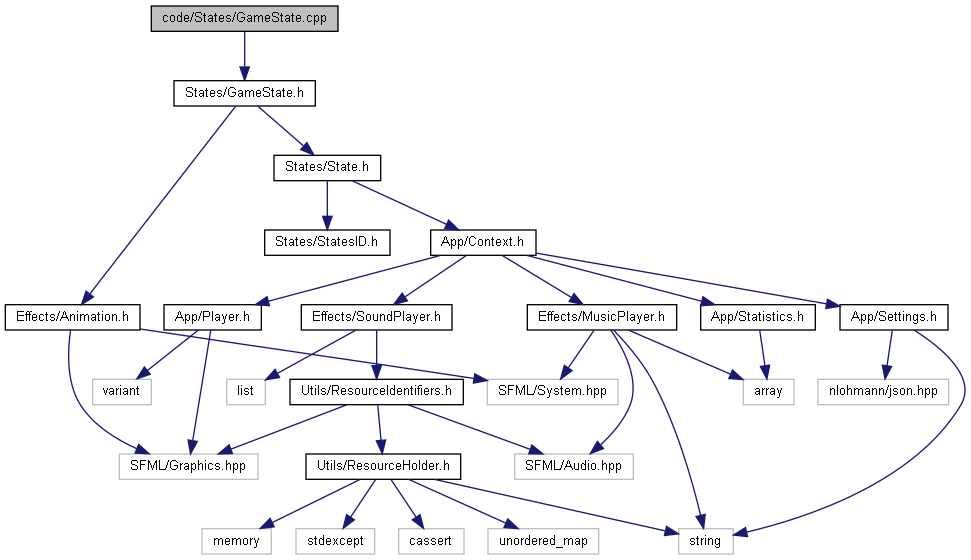 code/States/GameState.cpp
States/GameState.h
States/State.h
States/StatesID.h
App/Context.h
Effects/Animation.h
App/Player.h
Effects/SoundPlayer.h
Effects/MusicPlayer.h
App/Statistics.h
App/Settings.h
variant
list
Utils/ResourceIdentifiers.h
SFML/System.hpp
array
nlohmann/json.hpp
SFML/Graphics.hpp
Utils/ResourceHolder.h
SFML/Audio.hpp
memory
stdexcept
cassert
unordered_map
string